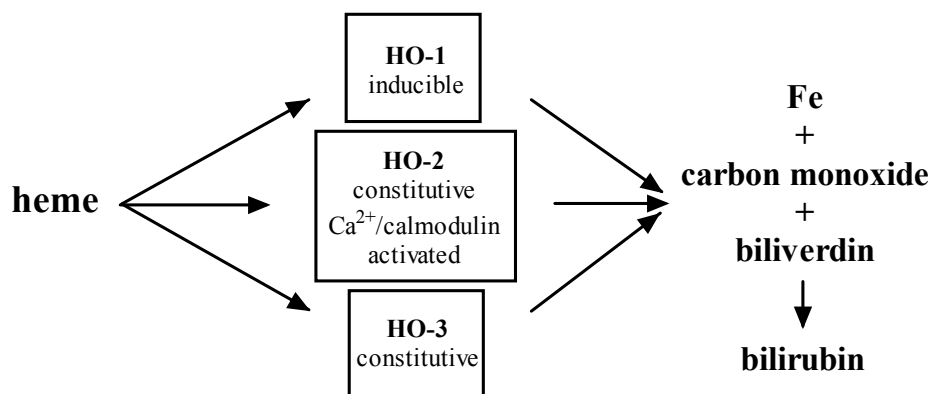 heme
HO-1
inducible
HO-2
constitutive
Ca²⁺/calmodulin
activated
HO-3
constitutive
Fe
+
carbon monoxide
+
biliverdin
bilirubin